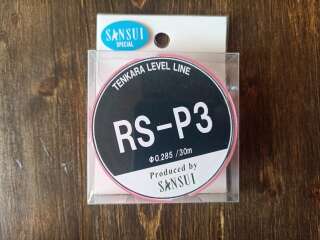 SANSUI
SPECIAL
TENKARA LEVEL LINE
RS-P3
Φ0.285/30m
Produced by
SANSUI